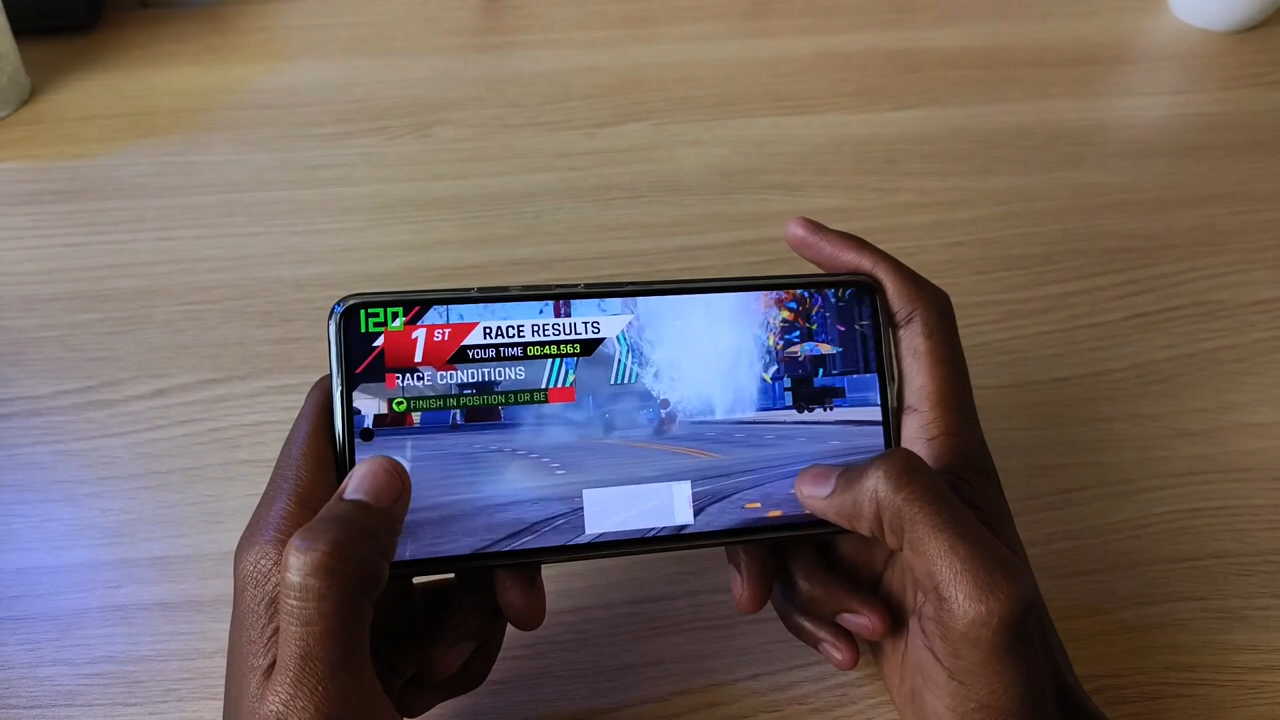 120
1ST RACE RESULTS
YOUR TIME 00:48.563
RACE CONDITIONS
FINISH IN POSITION 3 OR BE